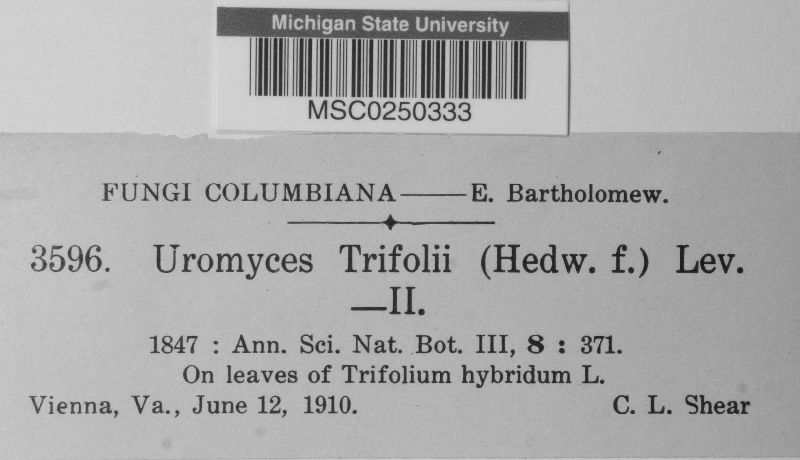 Michigan State University
MSC0250333
FUNGI COLUMBIANA——E. Bartholomew.
3596. Uromyces Trifolii (Hedw. f.) Lev.
—II.
1847 : Ann. Sci. Nat. Bot. III, 8 : 371.
On leaves of Trifolium hybridum L.
Vienna, Va., June 12, 1910. C. L. Shear